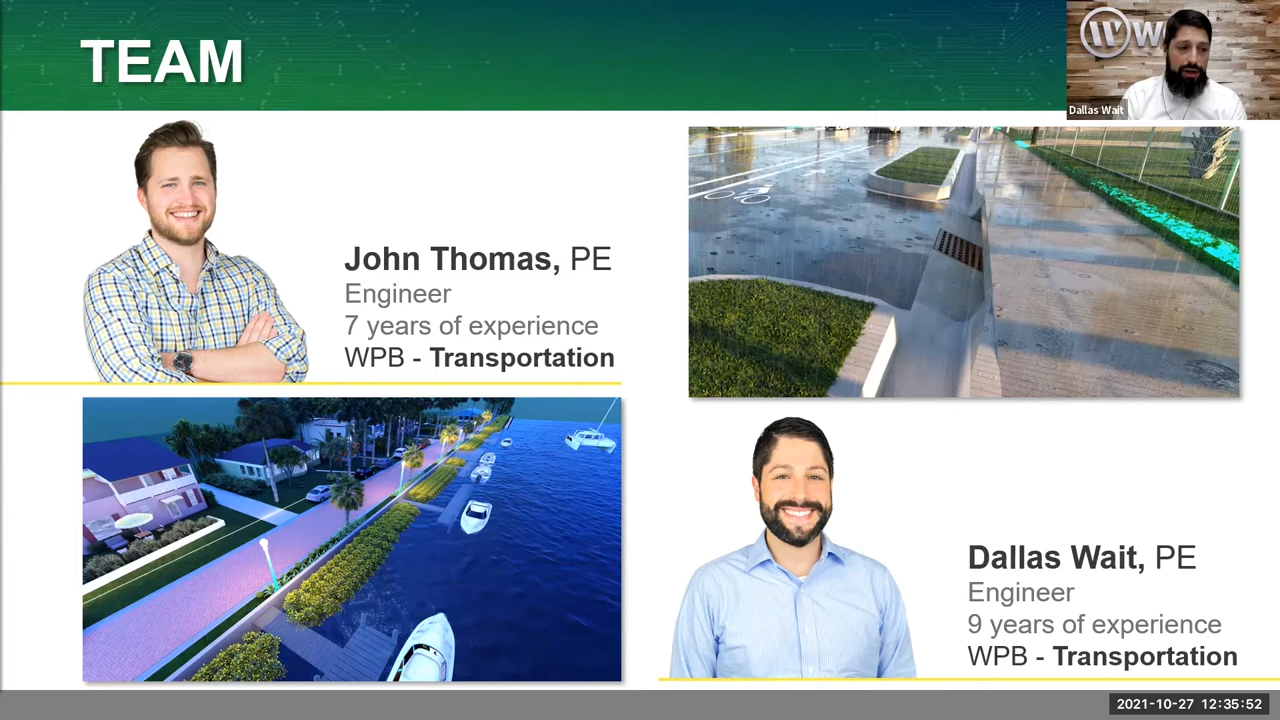 TEAM
W
Dallas Wait
John Thomas, PE
Engineer
7 years of experience
WPB - Transportation
Dallas Wait, PE
Engineer
9 years of experience
WPB - Transportation
2021-10-27 12:35:52